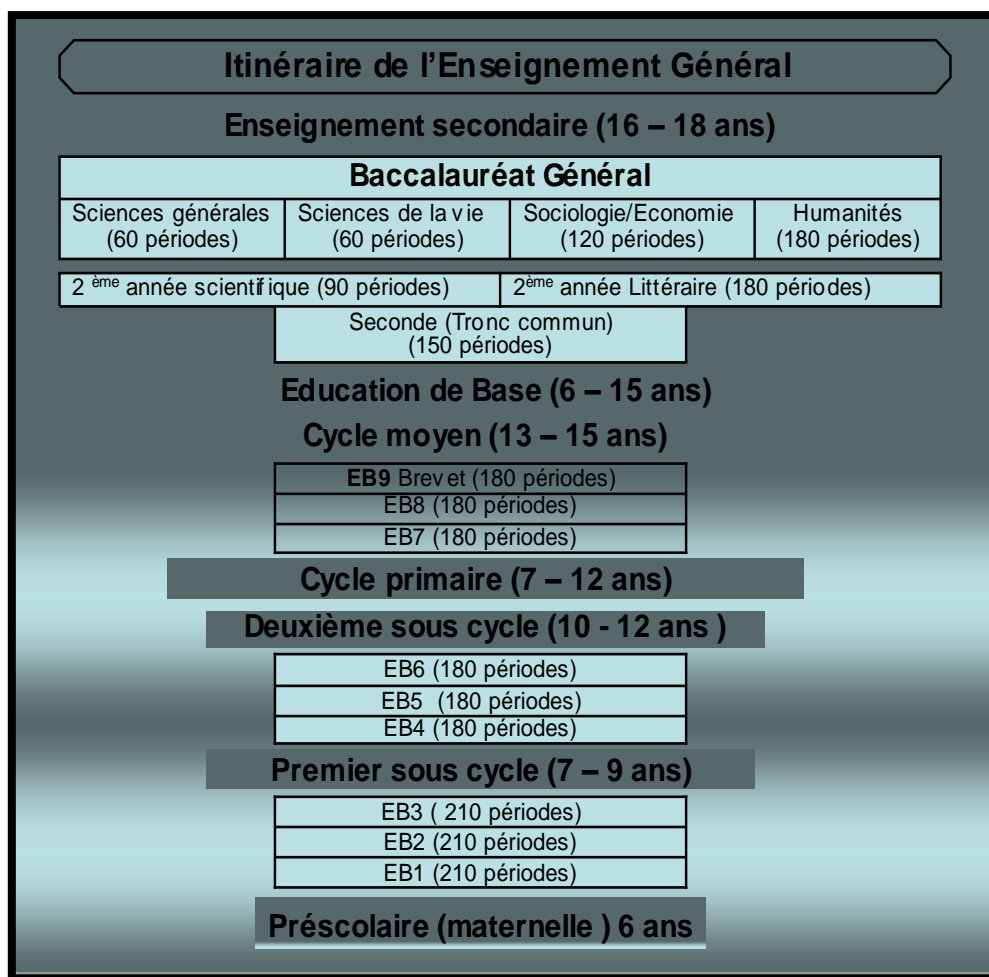 Itinéraire de l'Enseignement Général
Enseignement secondaire (16 – 18 ans)
Baccalauréat Général
Sciences générales (60 périodes)
Sciences de la vie (60 périodes)
Sociologie/Economie (120 périodes)
Humanités (180 périodes)
2 ème année scientifique (90 périodes)
2ème année Littéraire (180 périodes)
Seconde (Tronc commun)
(150 périodes)
Education de Base (6 – 15 ans)
Cycle moyen (13 – 15 ans)
EB9 Brevet (180 périodes)
EB8 (180 périodes)
EB7 (180 périodes)
Cycle primaire (7 – 12 ans)
Deuxième sous cycle (10 - 12 ans )
EB6 (180 périodes)
EB5 (180 périodes)
EB4 (180 périodes)
Premier sous cycle (7 – 9 ans)
EB3 ( 210 périodes)
EB2 (210 périodes)
EB1 (210 périodes)
Préscolaire (maternelle ) 6 ans